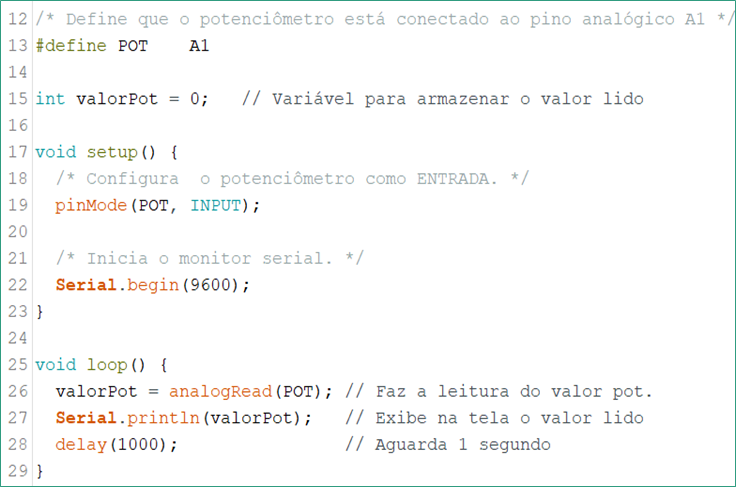 12 /* Define que o potenciômetro está conectado ao pino analógico A1 */
13 #define POT    A1
14
15 int valorPot = 0;   // Variável para armazenar o valor lido
16
17 void setup() {
18   /* Configura  o potenciômetro como ENTRADA. */
19   pinMode(POT, INPUT);
20
21   /* Inicia o monitor serial. */
22   Serial.begin(9600);
23 }
24
25 void loop() {
26   valorPot = analogRead(POT); // Faz a leitura do valor pot.
27   Serial.println(valorPot);   // Exibe na tela o valor lido
28   delay(1000);                // Aguarda 1 segundo
29 }